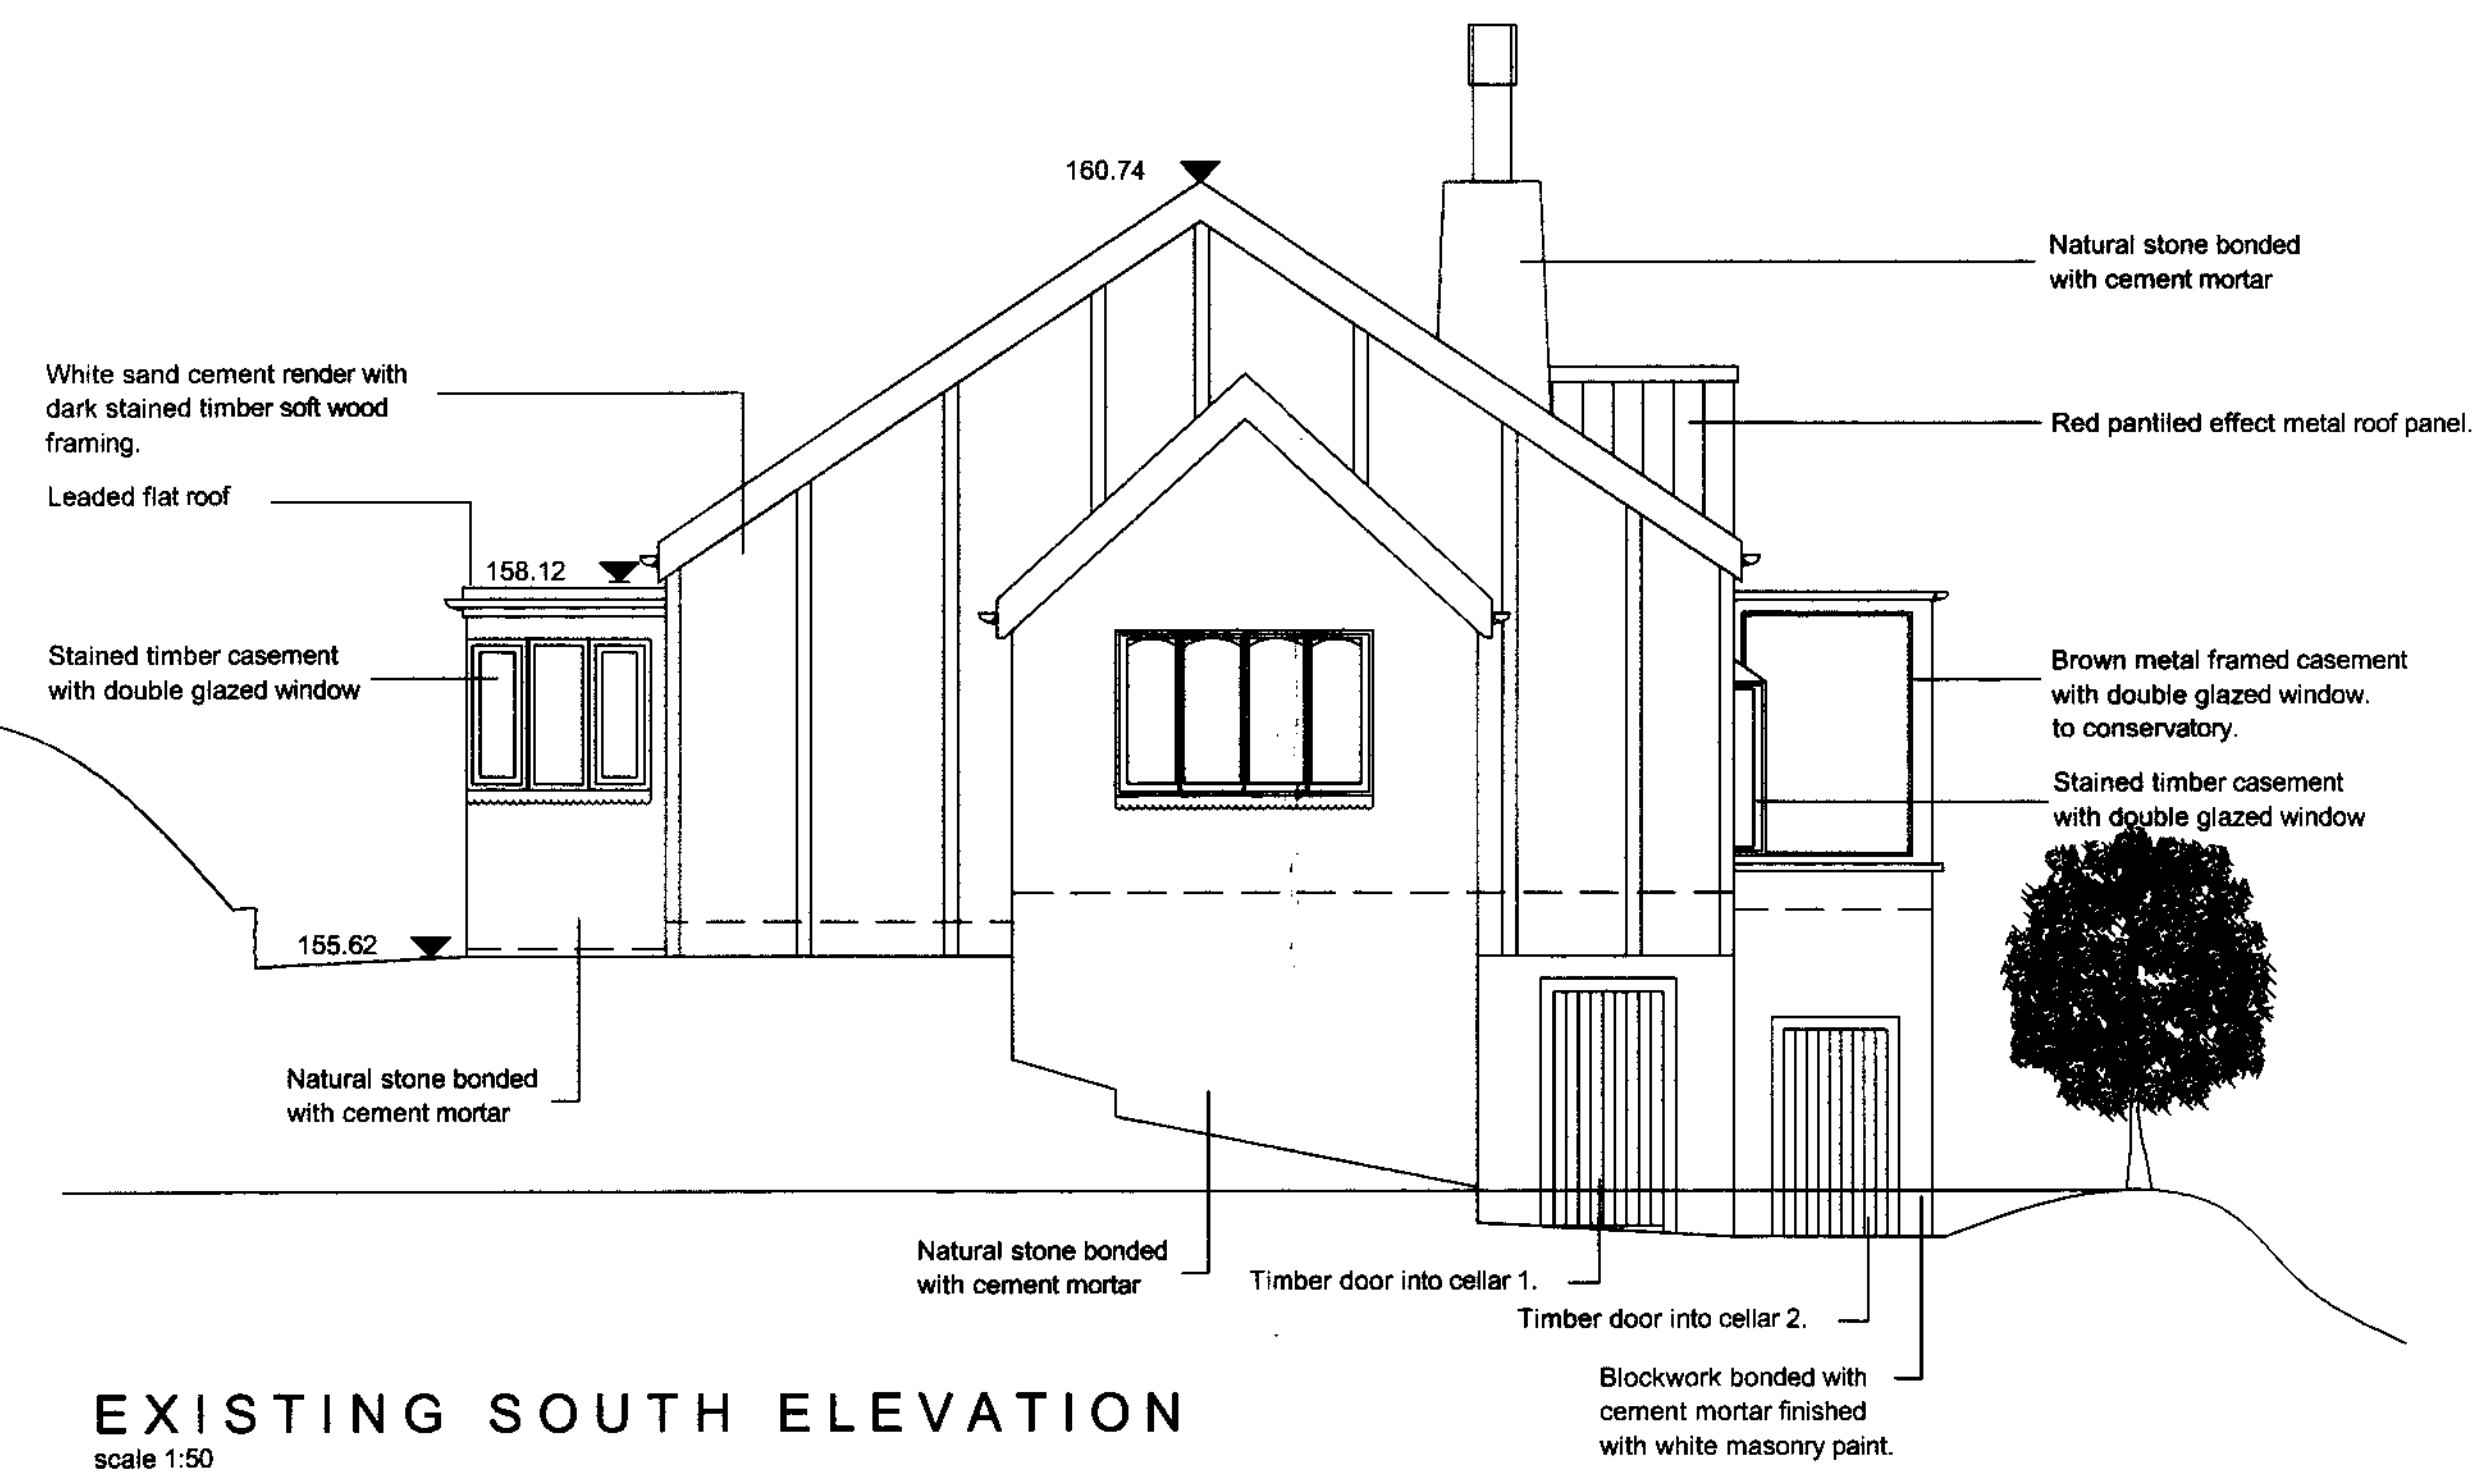 160.74
Natural stone bonded
with cement mortar
White sand cement render with
dark stained timber soft wood
framing.
Red pantiled effect metal roof panel.
Leaded flat roof
158.12
Stained timber casement
with double glazed window
Brown metal framed casement
with double glazed window.
to conservatory.
Stained timber casement
with double glazed window
155.62
Natural stone bonded
with cement mortar
Natural stone bonded
with cement mortar
Timber door into cellar 1.
Timber door into cellar 2.
Blockwork bonded with
cement mortar finished
with white masonry paint.
EXISTING SOUTH ELEVATION
scale 1:50